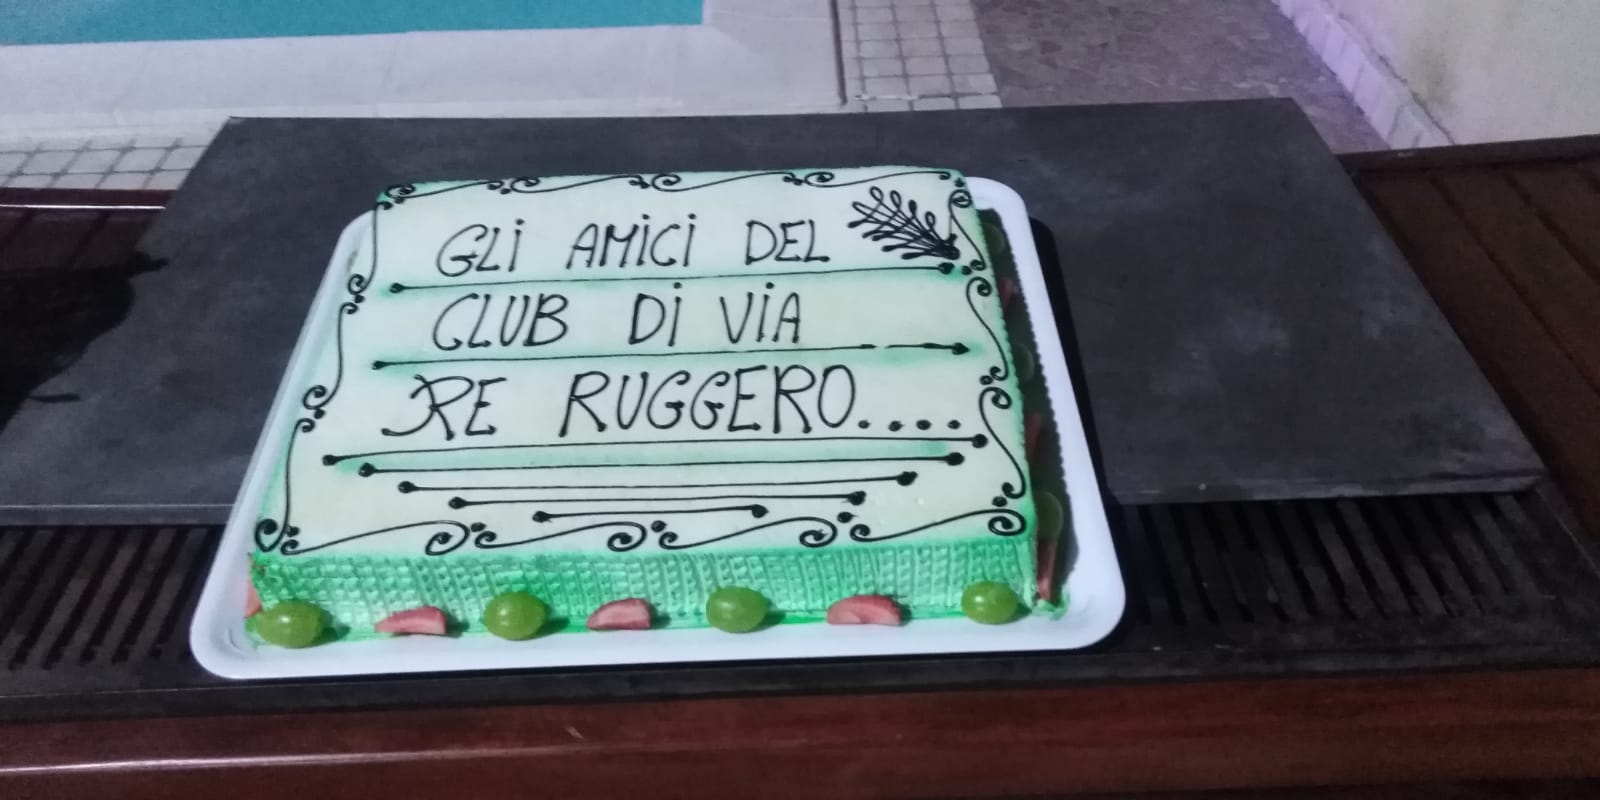 GLI AMICI DEL
CLUB DI VIA
RE RUGGERO....